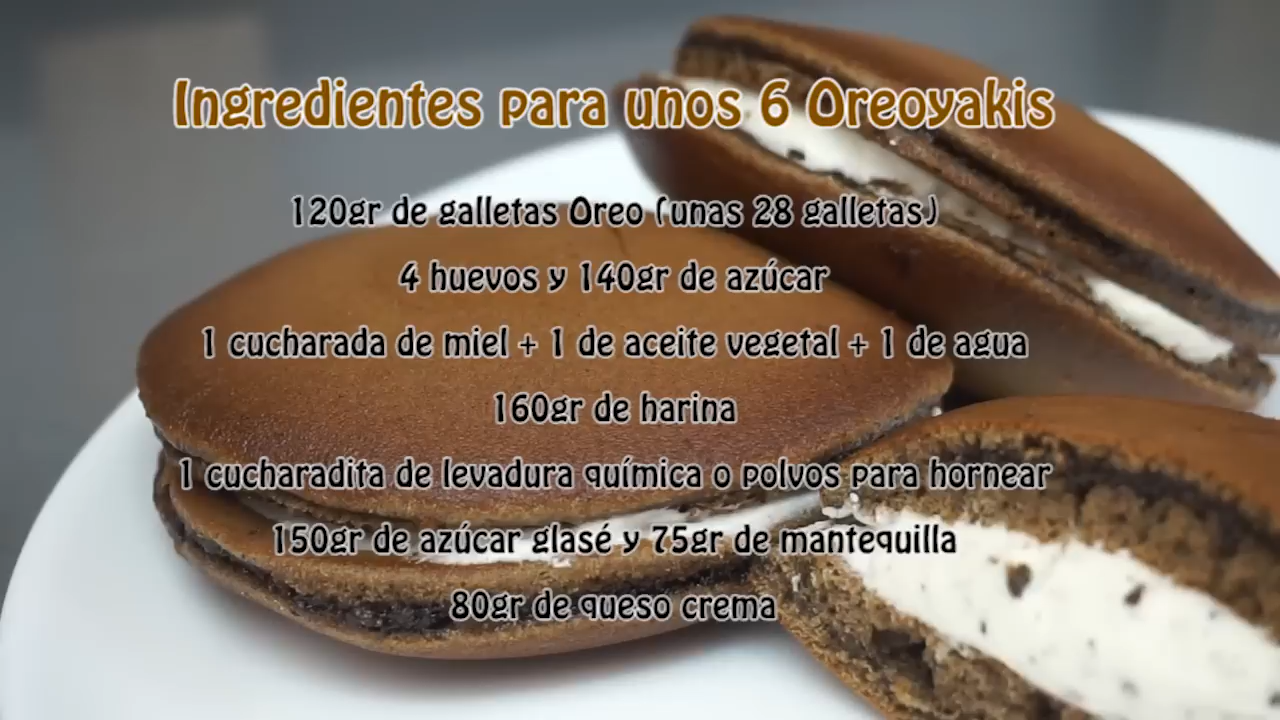 Ingredientes para unos 6 Oreoyakis
120gr de galletas Oreo (unas 28 galletas)
4 huevos y 140gr de azúcar
1 cucharada de miel + 1 de aceite vegetal + 1 de agua
160gr de harina
1 cucharadita de levadura química o polvos para hornear
150gr de azúcar glasé y 75gr de mantequilla
80gr de queso crema